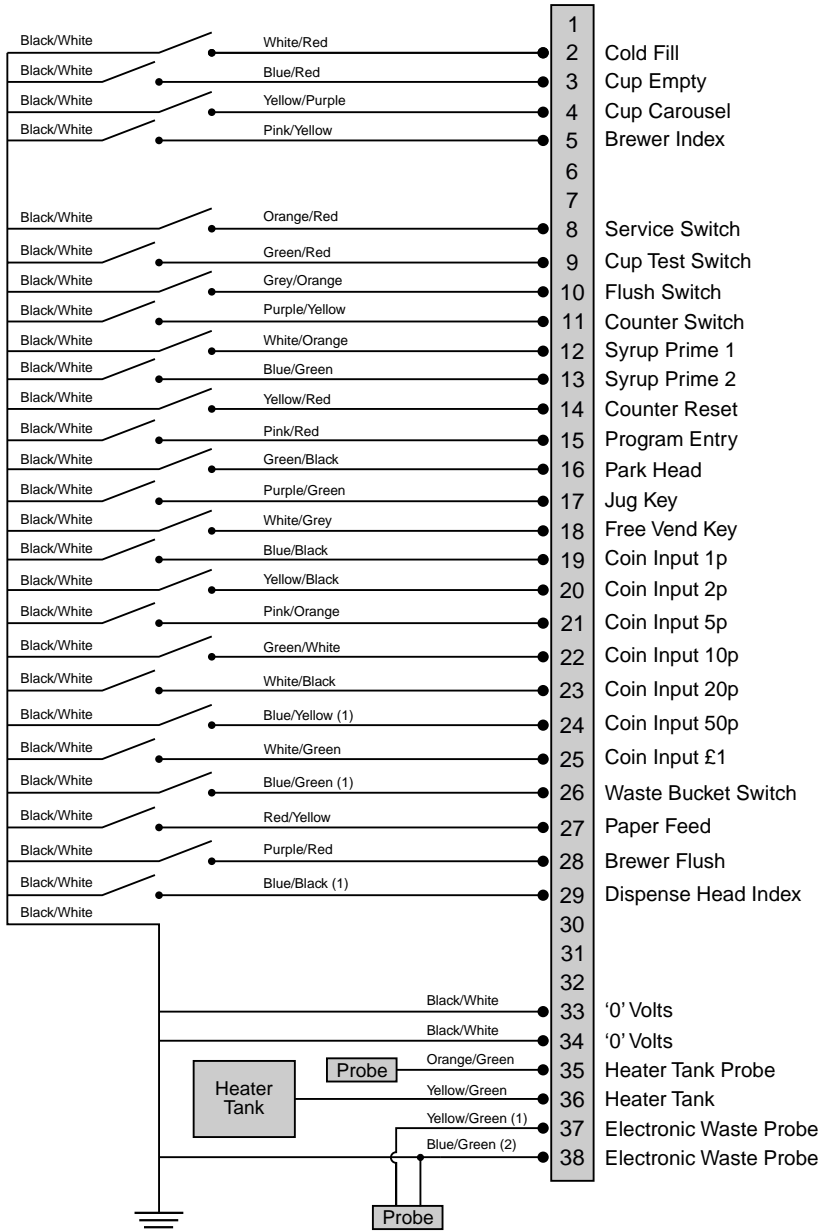 1
Black/White White/Red 2 Cold Fill
Black/White Blue/Red 3 Cup Empty
Black/White Yellow/Purple 4 Cup Carousel
Black/White Pink/Yellow 5 Brewer Index
6
7
Black/White Orange/Red 8 Service Switch
Black/White Green/Red 9 Cup Test Switch
Black/White Grey/Orange 10 Flush Switch
Black/White Purple/Yellow 11 Counter Switch
Black/White White/Orange 12 Syrup Prime 1
Black/White Blue/Green 13 Syrup Prime 2
Black/White Yellow/Red 14 Counter Reset
Black/White Pink/Red 15 Program Entry
Black/White Green/Black 16 Park Head
Black/White Purple/Green 17 Jug Key
Black/White White/Grey 18 Free Vend Key
Black/White Blue/Black 19 Coin Input 1p
Black/White Yellow/Black 20 Coin Input 2p
Black/White Pink/Orange 21 Coin Input 5p
Black/White Green/White 22 Coin Input 10p
Black/White White/Black 23 Coin Input 20p
Black/White Blue/Yellow (1) 24 Coin Input 50p
Black/White White/Green 25 Coin Input £1
Black/White Blue/Green (1) 26 Waste Bucket Switch
Black/White Red/Yellow 27 Paper Feed
Black/White Purple/Red 28 Brewer Flush
Black/White Blue/Black (1) 29 Dispense Head Index
Black/White 30
31
32
Black/White 33 ‘0’ Volts
Black/White 34 ‘0’ Volts
Probe Orange/Green 35 Heater Tank Probe
Heater
Tank
Yellow/Green 36 Heater Tank
Yellow/Green (1) 37 Electronic Waste Probe
Blue/Green (2) 38 Electronic Waste Probe
Probe